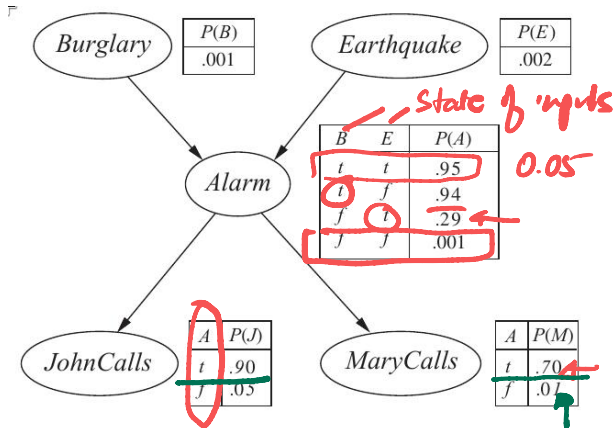 Burglary
P(B)
.001
Earthquake
P(E)
.002
State of inputs
B E P(A)
t t .95
0.05
t f .94
f t .29
f f .001
Alarm
A P(J)
t .90
f .05
JohnCalls
MaryCalls
A P(M)
t .70
f .01